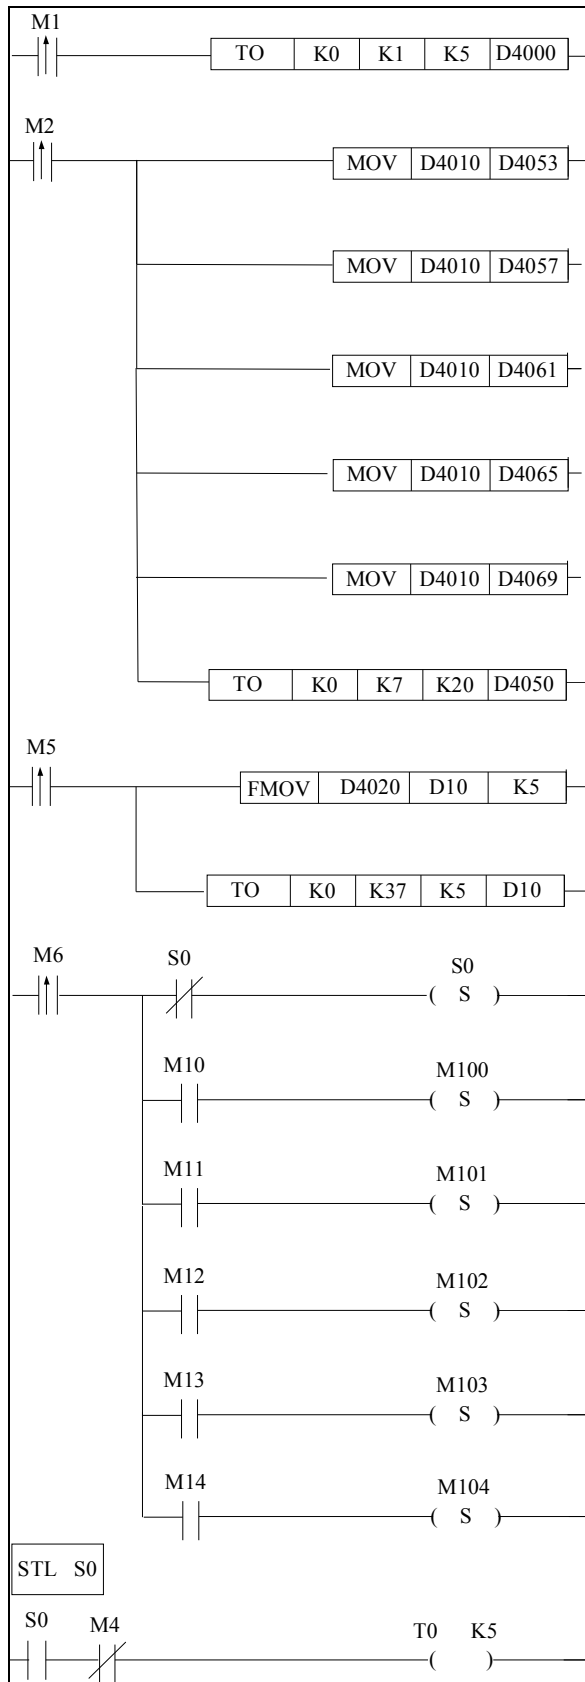 M1
TO K0 K1 K5 D4000
M2
MOV D4010 D4053
MOV D4010 D4057
MOV D4010 D4061
MOV D4010 D4065
MOV D4010 D4069
TO K0 K7 K20 D4050
M5
FMOV D4020 D10 K5
TO K0 K37 K5 D10
M6 S0 S0
( S )
M10 M100
( S )
M11 M101
( S )
M12 M102
( S )
M13 M103
( S )
M14 M104
( S )
STL S0
S0 M4 T0 K5
( )